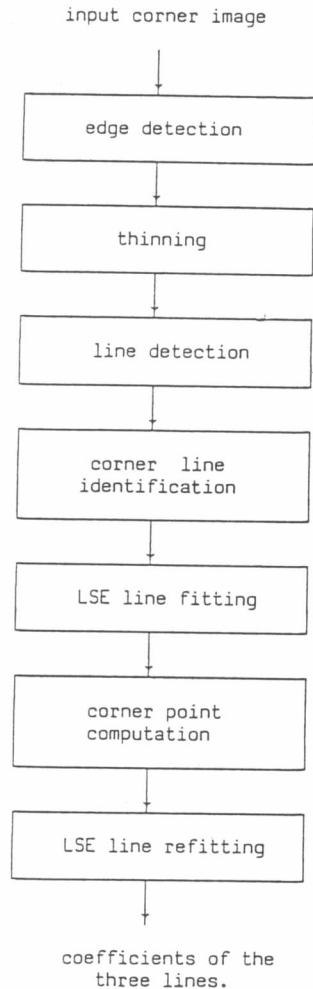 input corner image
edge detection
thinning
line detection
corner line
identification
LSE line fitting
corner point
computation
LSE line refitting
coefficients of the
three lines.